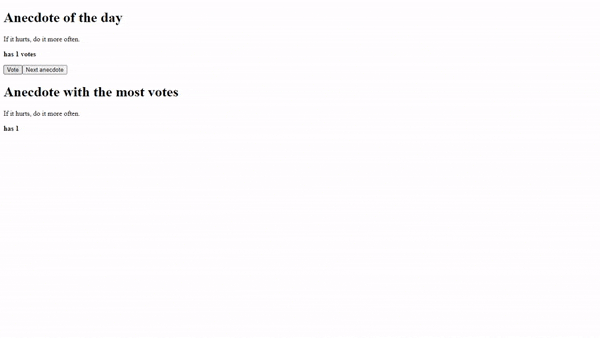 Anecdote of the day
If it hurts, do it more often.
has 1 votes
Vote Next anecdote
Anecdote with the most votes
If it hurts, do it more often.
has 1